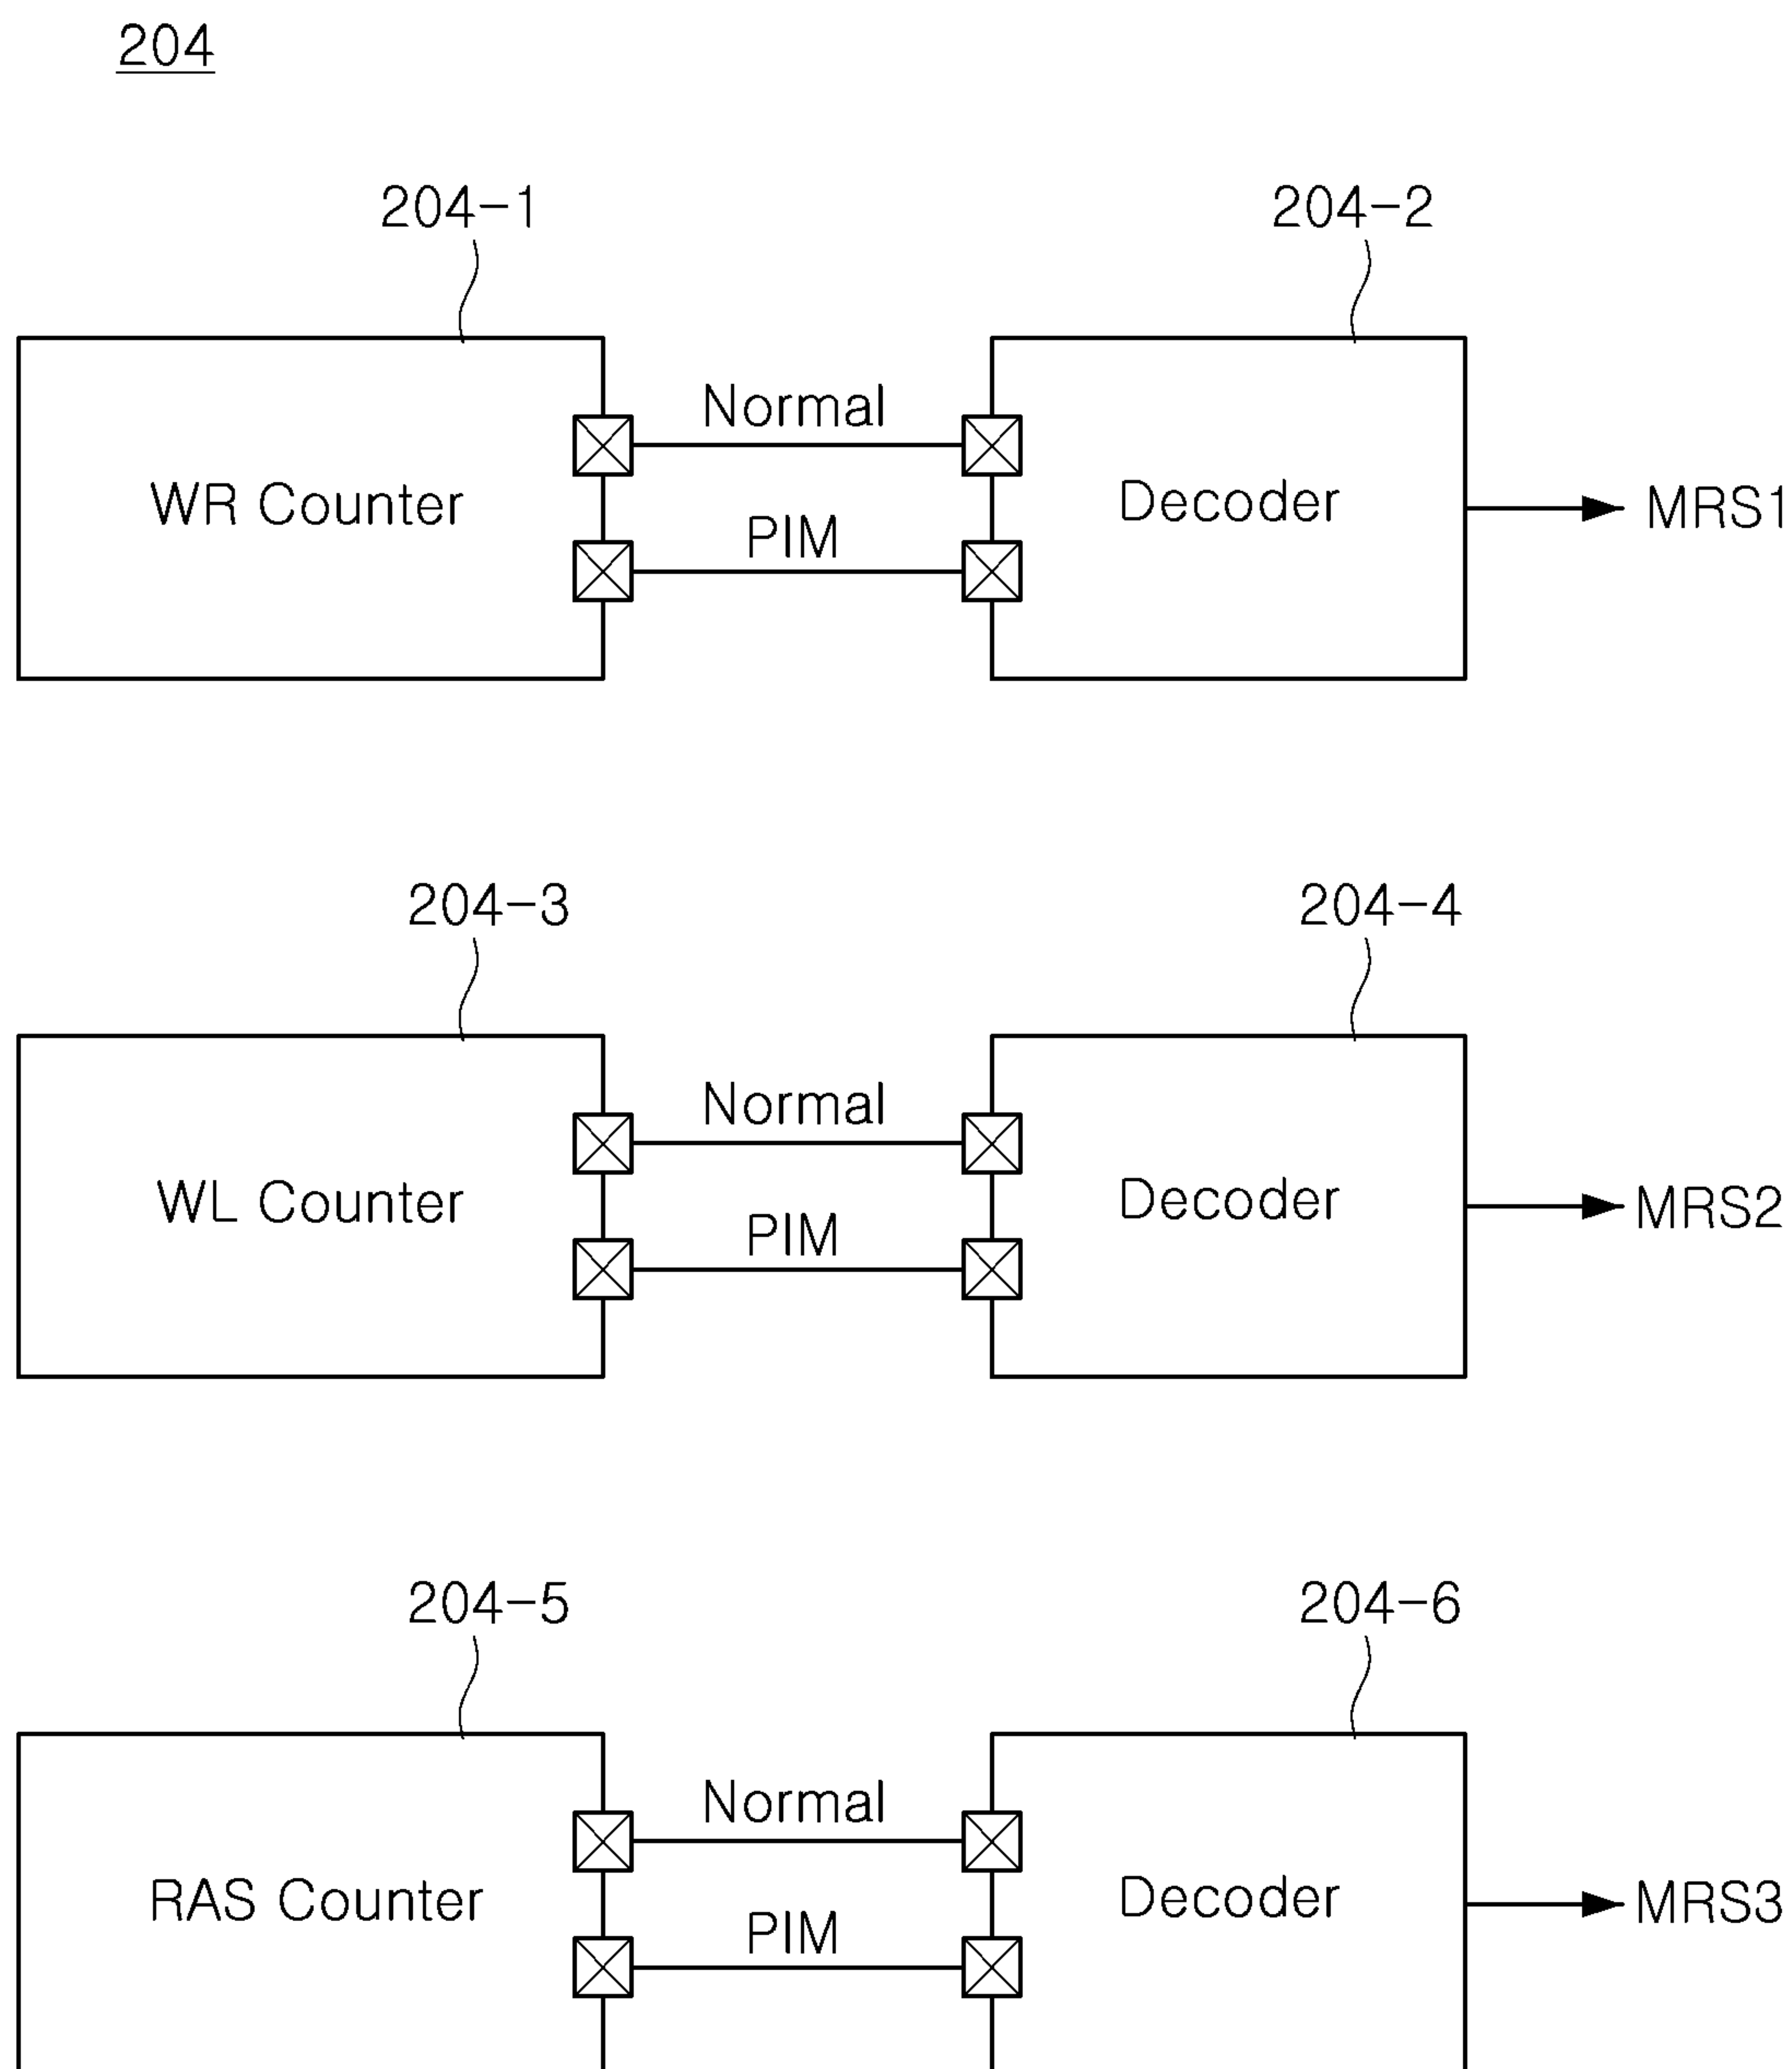 204
204-1
204-2
Normal
WR Counter
Decoder
MRS1
PIM
204-3
204-4
Normal
WL Counter
Decoder
MRS2
PIM
204-5
204-6
Normal
RAS Counter
Decoder
MRS3
PIM